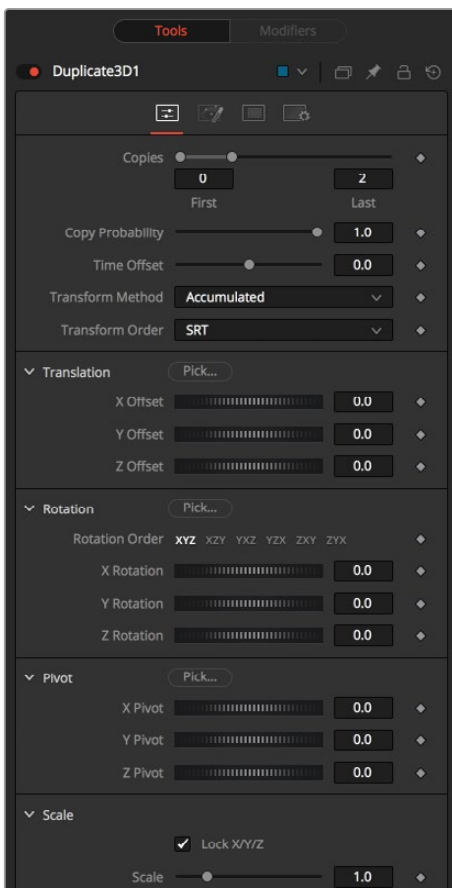 Tools Modifiers
Duplicate3D1
Copies
0 2
First Last
Copy Probability 1.0
Time Offset 0.0
Transform Method Accumulated
Transform Order SRT
Translation Pick...
X Offset 0.0
Y Offset 0.0
Z Offset 0.0
Rotation Pick...
Rotation Order XYZ XZY YXZ YZX ZXY ZYX
X Rotation 0.0
Y Rotation 0.0
Z Rotation 0.0
Pivot Pick...
X Pivot 0.0
Y Pivot 0.0
Z Pivot 0.0
Scale
Lock X/Y/Z
Scale 1.0